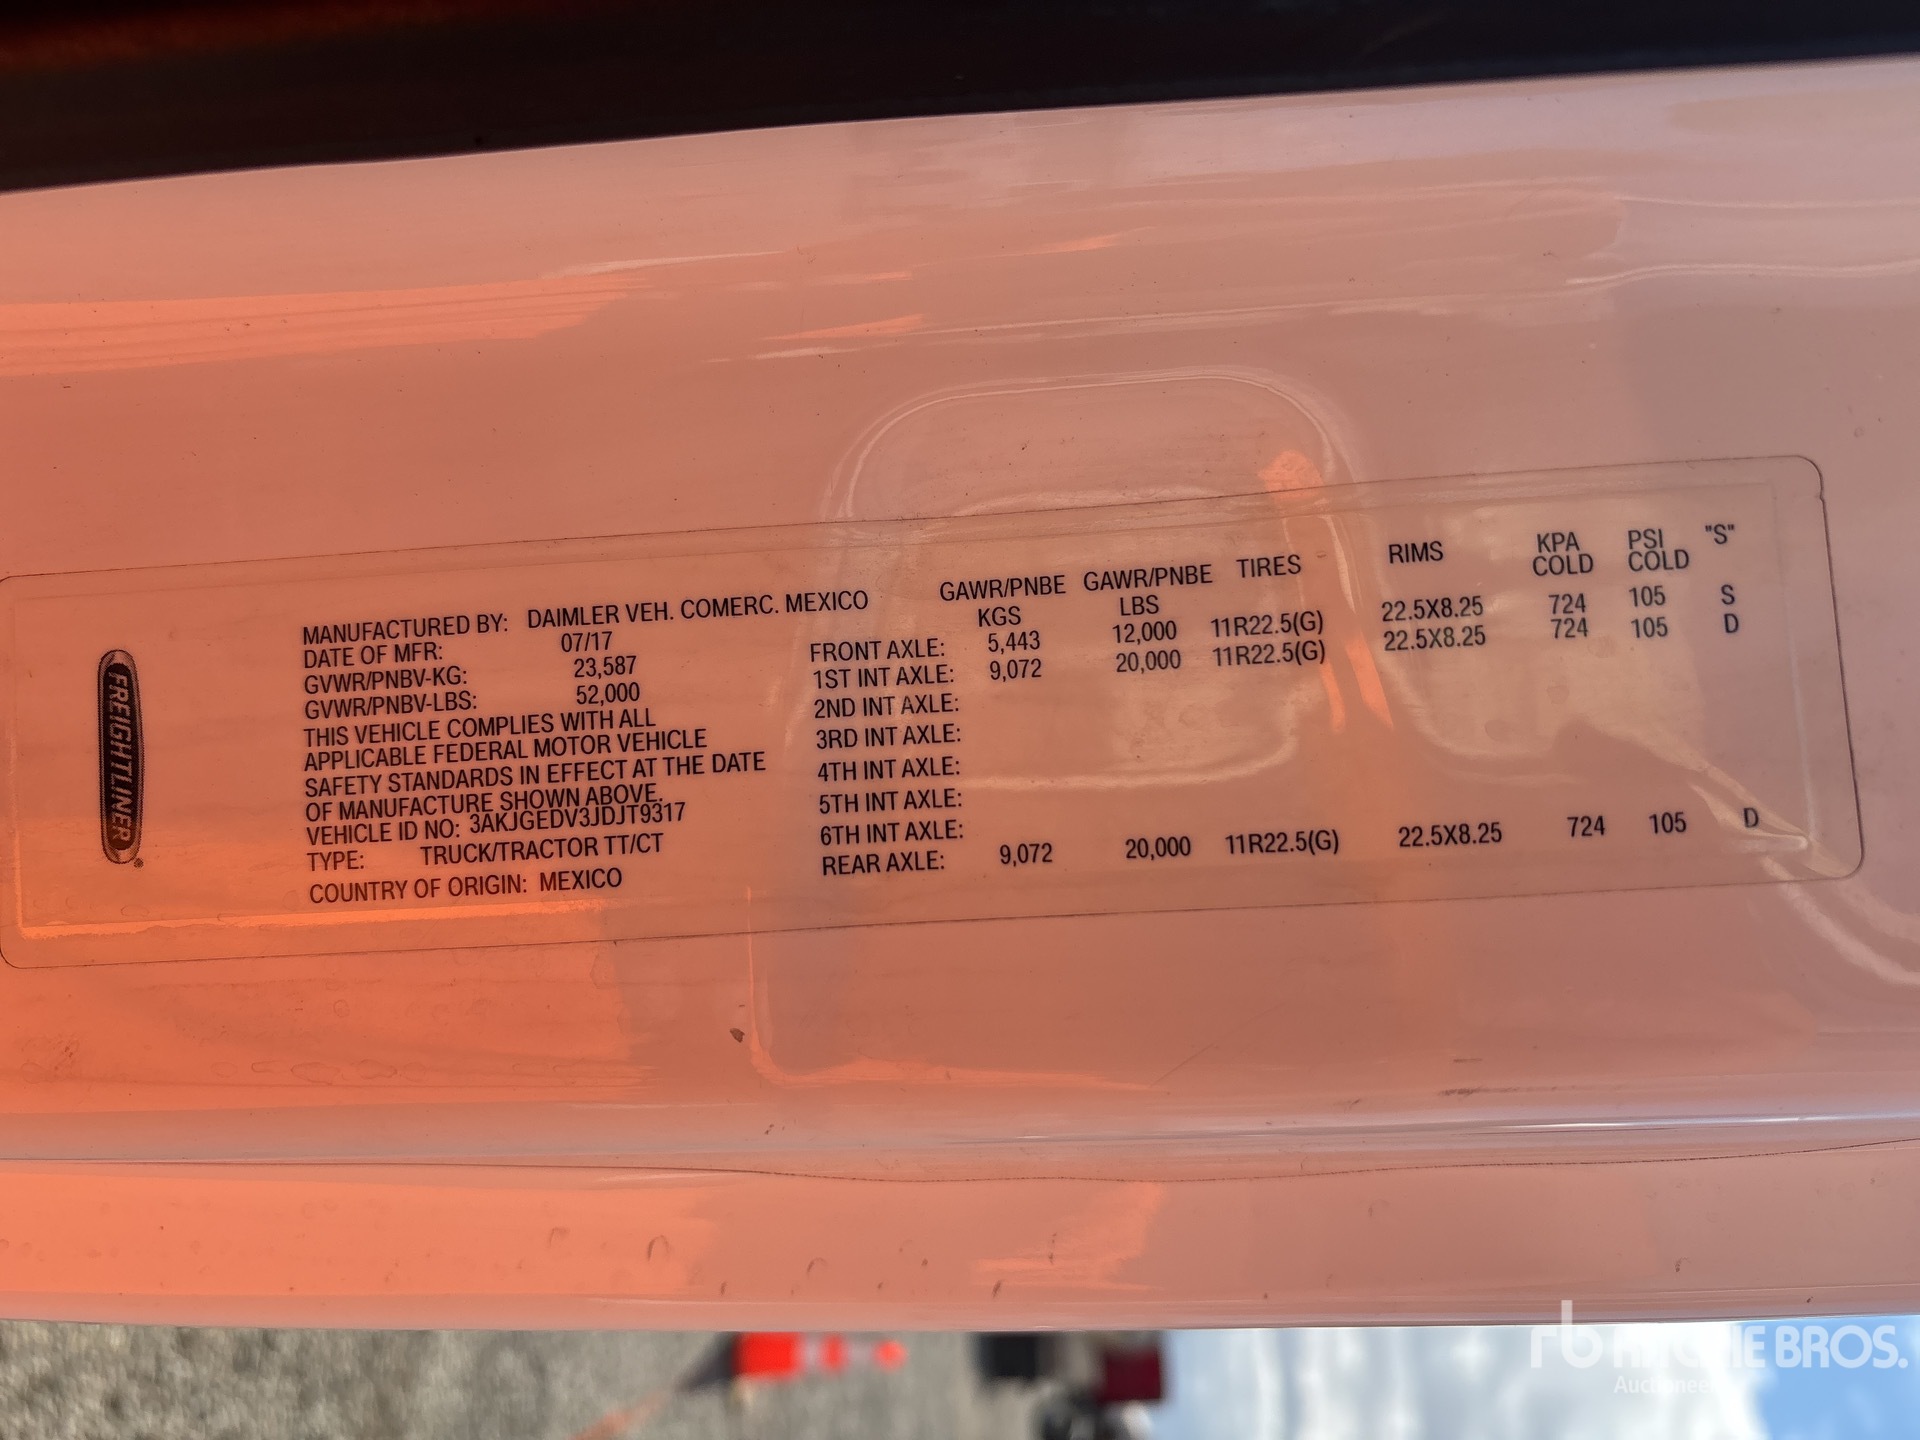 FREIGHTLINER
MANUFACTURED BY: DAIMLER VEH. COMERC. MEXICO
DATE OF MFR: 07/17
GVWR/PNBV-KG: 23,587
GVWR/PNBV-LBS: 52,000
THIS VEHICLE COMPLIES WITH ALL
APPLICABLE FEDERAL MOTOR VEHICLE
SAFETY STANDARDS IN EFFECT AT THE DATE
OF MANUFACTURE SHOWN ABOVE.
VEHICLE ID NO: 3AKJGEDV3JDJT9317
TYPE: TRUCK/TRACTOR TT/CT
COUNTRY OF ORIGIN: MEXICO
GAWR/PNBE GAWR/PNBE TIRES RIMS KPA PSI "S"
KGS LBS COLD COLD
FRONT AXLE: 5,443 12,000 11R22.5(G) 22.5X8.25 724 105 S
1ST INT AXLE: 9,072 20,000 11R22.5(G) 22.5X8.25 724 105 D
2ND INT AXLE:
3RD INT AXLE:
4TH INT AXLE:
5TH INT AXLE:
6TH INT AXLE:
REAR AXLE: 9,072 20,000 11R22.5(G) 22.5X8.25 724 105 D
rb RITCHIE BROS.
Auctioneers